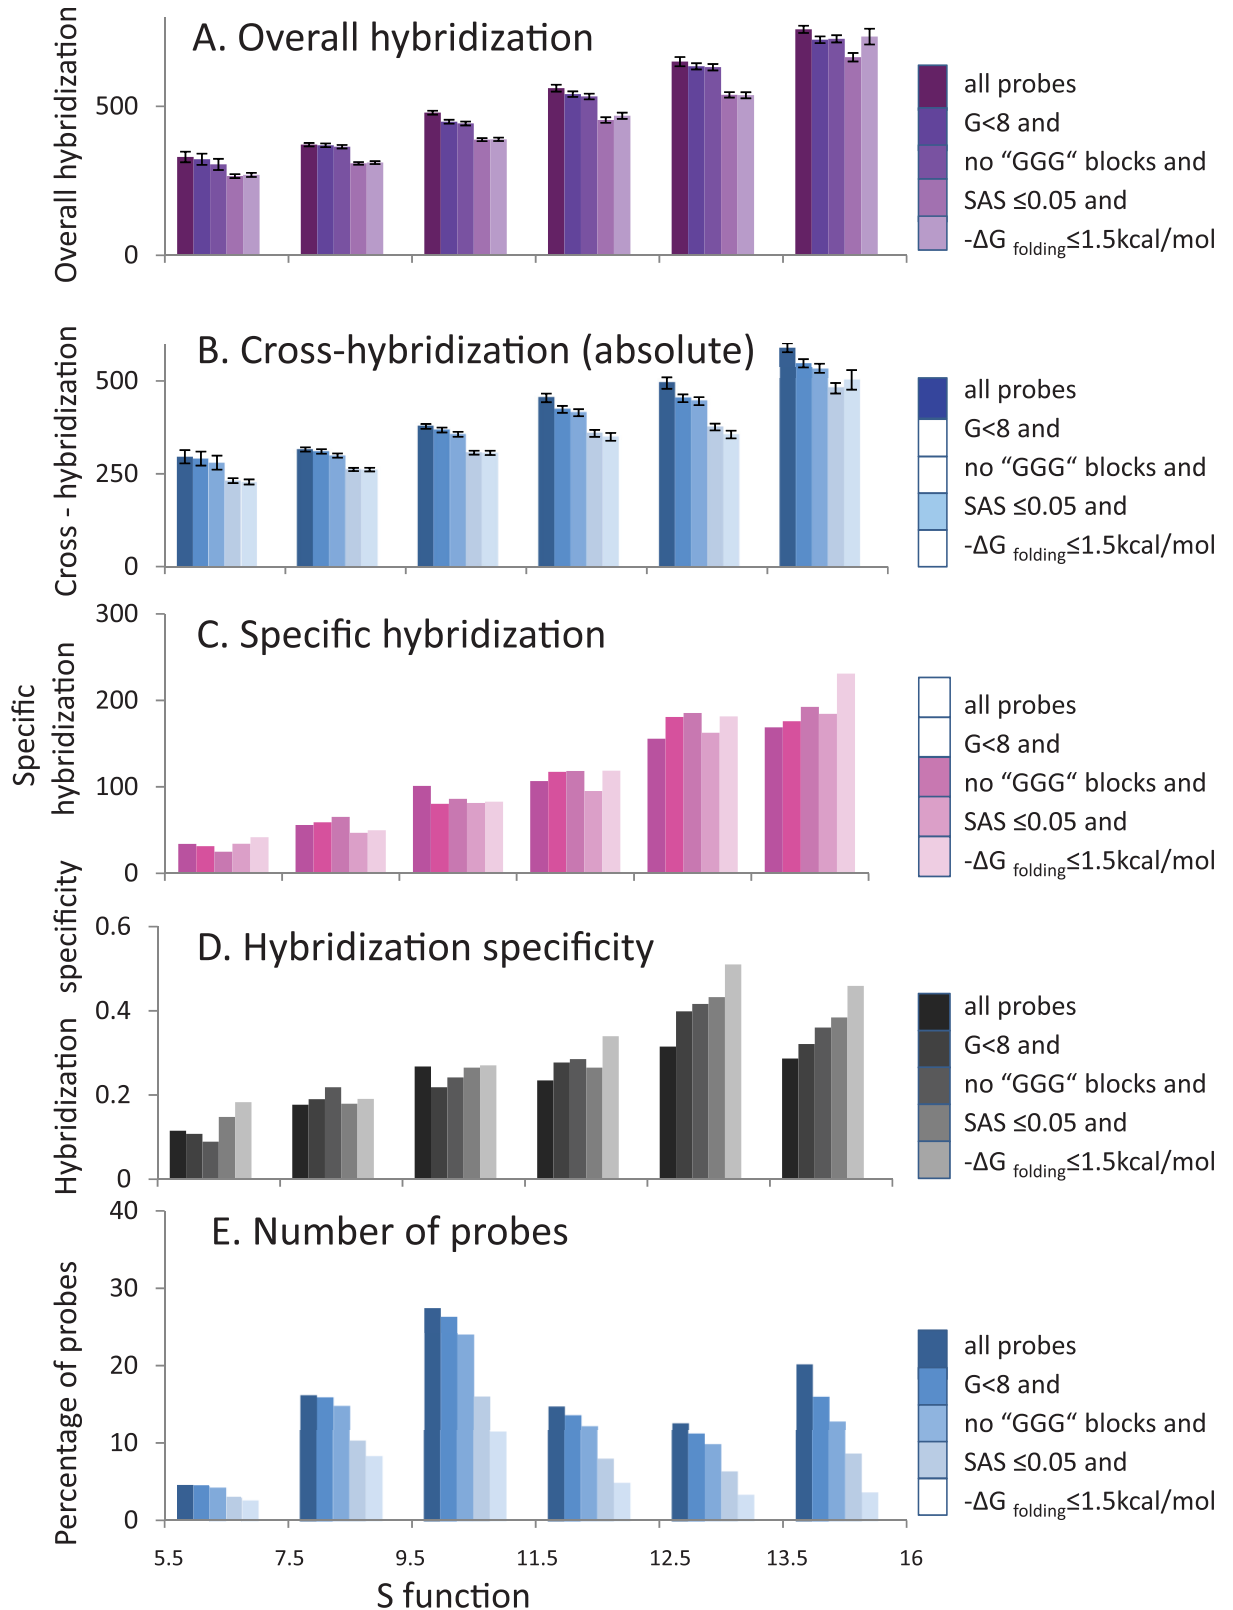 A. Overall hybridization
Overall hybridization
500
0
all probes
G<8 and
no “GGG“ blocks and
SAS ≤0.05 and
-ΔG folding≤1.5kcal/mol
B. Cross-hybridization (absolute)
Cross - hybridization
500
250
0
all probes
G<8 and
no “GGG“ blocks and
SAS ≤0.05 and
-ΔG folding≤1.5kcal/mol
C. Specific hybridization
Specific
hybridization
300
200
100
0
all probes
G<8 and
no “GGG“ blocks and
SAS ≤0.05 and
-ΔG folding≤1.5kcal/mol
D. Hybridization specificity
Hybridization specificity
0.6
0.4
0.2
0
all probes
G<8 and
no “GGG“ blocks and
SAS ≤0.05 and
-ΔG folding≤1.5kcal/mol
E. Number of probes
Percentage of probes
40
30
20
10
0
all probes
G<8 and
no “GGG“ blocks and
SAS ≤0.05 and
-ΔG folding≤1.5kcal/mol
5.5 7.5 9.5 11.5 12.5 13.5 16
S function